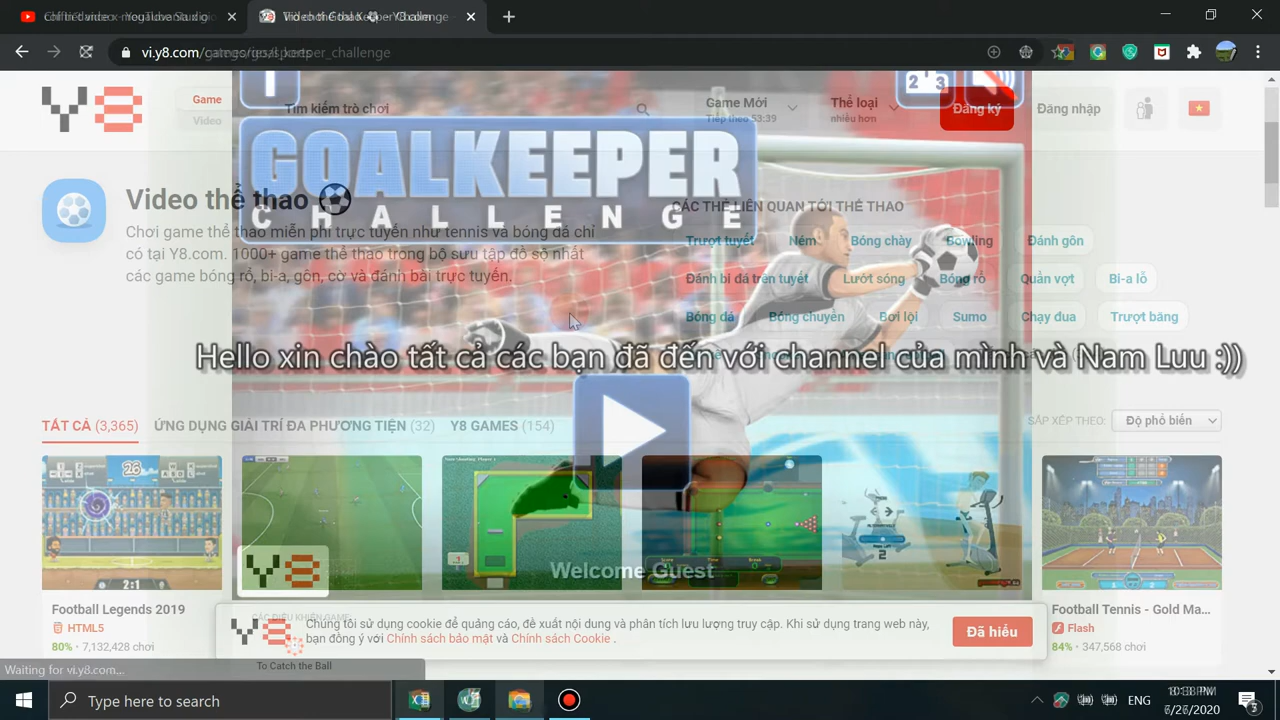 Game
Video
Tìm kiếm trò chơi
Game Mới
Tiếp theo 53:39
Thể loại
nhiều hơn
Đăng ký
Đăng nhập
GOALKEEPER
CHALLENGE
Video thể thao
Chơi game thể thao miễn phí trực tuyến như tennis và bóng đá chỉ
có tại Y8.com. 1000+ game thể thao trong bộ sưu tập đồ sộ nhất
các game bóng rổ, bi-a, gôn, cờ và đánh bài trực tuyến.
CÁC THẺ LIÊN QUAN TỚI THỂ THAO
Trượt tuyết
Ném
Bóng chày
Bowling
Đánh gôn
Đánh bi đá trên tuyết
Lướt sóng
Bóng rổ
Quần vợt
Bi-a lỗ
Bóng đá
Bóng chuyền
Bơi lội
Sumo
Chạy đua
Trượt băng
Hello xin chào tất cả các bạn đã đến với channel của mình và Nam Luu :))
TẤT CẢ (3,365)
ỨNG DỤNG GIẢI TRÍ ĐA PHƯƠNG TIỆN (32)
Y8 GAMES (154)
SẮP XẾP THEO:
Độ phổ biến
Welcome Guest
Football Legends 2019
HTML5
80% • 7,132,428 chơi
Football Tennis - Gold Ma...
Flash
84% • 347,568 chơi
CÁC ĐIỀU KHIỂN GAME
Chúng tôi sử dụng cookie để quảng cáo, đề xuất nội dung và phân tích lưu lượng truy cập. Khi sử dụng trang web này,
bạn đồng ý với Chính sách bảo mật và Chính sách Cookie .
Đã hiểu
To Catch the Ball
Waiting for vi.y8.com...
Type here to search
ENG